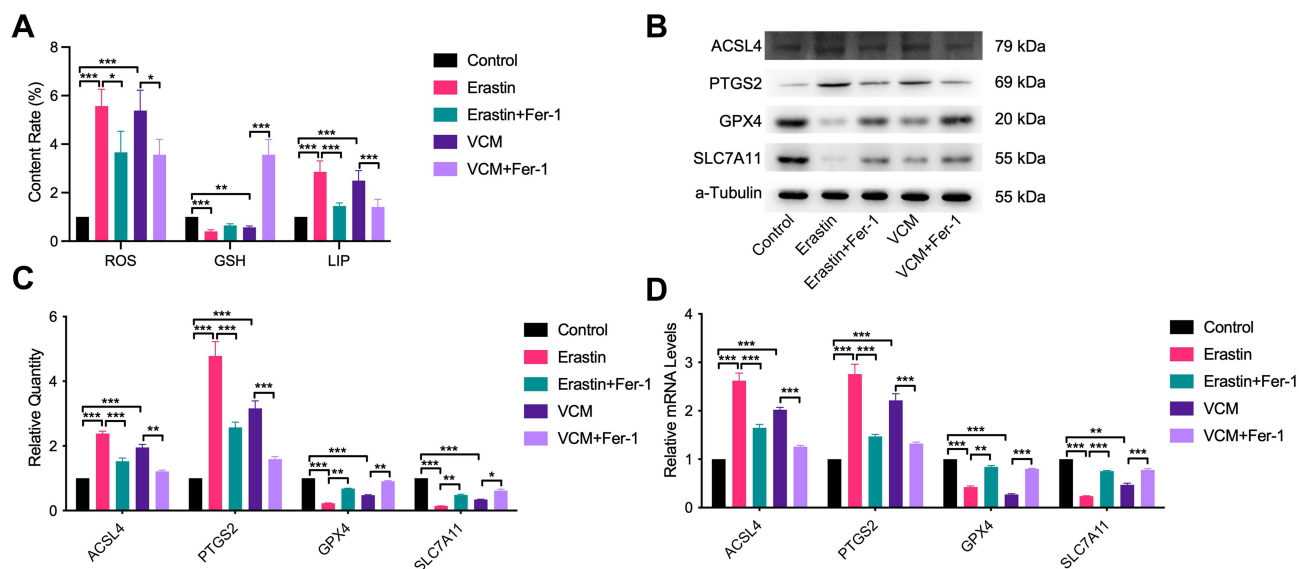 A
Content Rate (%)
8
6
4
2
0
***
***
*
*
***
**
***
***
***
***
***
ROS
GSH
LIP
Control
Erastin
Erastin+Fer-1
VCM
VCM+Fer-1
B
ACSL4
79 kDa
PTGS2
69 kDa
GPX4
20 kDa
SLC7A11
55 kDa
a-Tubulin
55 kDa
Control
Erastin
Erastin+Fer-1
VCM
VCM+Fer-1
C
Relative Quantity
6
4
2
0
***
***
***
**
***
***
***
***
***
***
**
**
***
***
**
*
ACSL4
PTGS2
GPX4
SLC7A11
Control
Erastin
Erastin+Fer-1
VCM
VCM+Fer-1
D
Relative mRNA Levels
4
3
2
1
0
***
***
***
***
***
***
***
***
***
***
**
***
**
***
***
***
ACSL4
PTGS2
GPX4
SLC7A11
Control
Erastin
Erastin+Fer-1
VCM
VCM+Fer-1